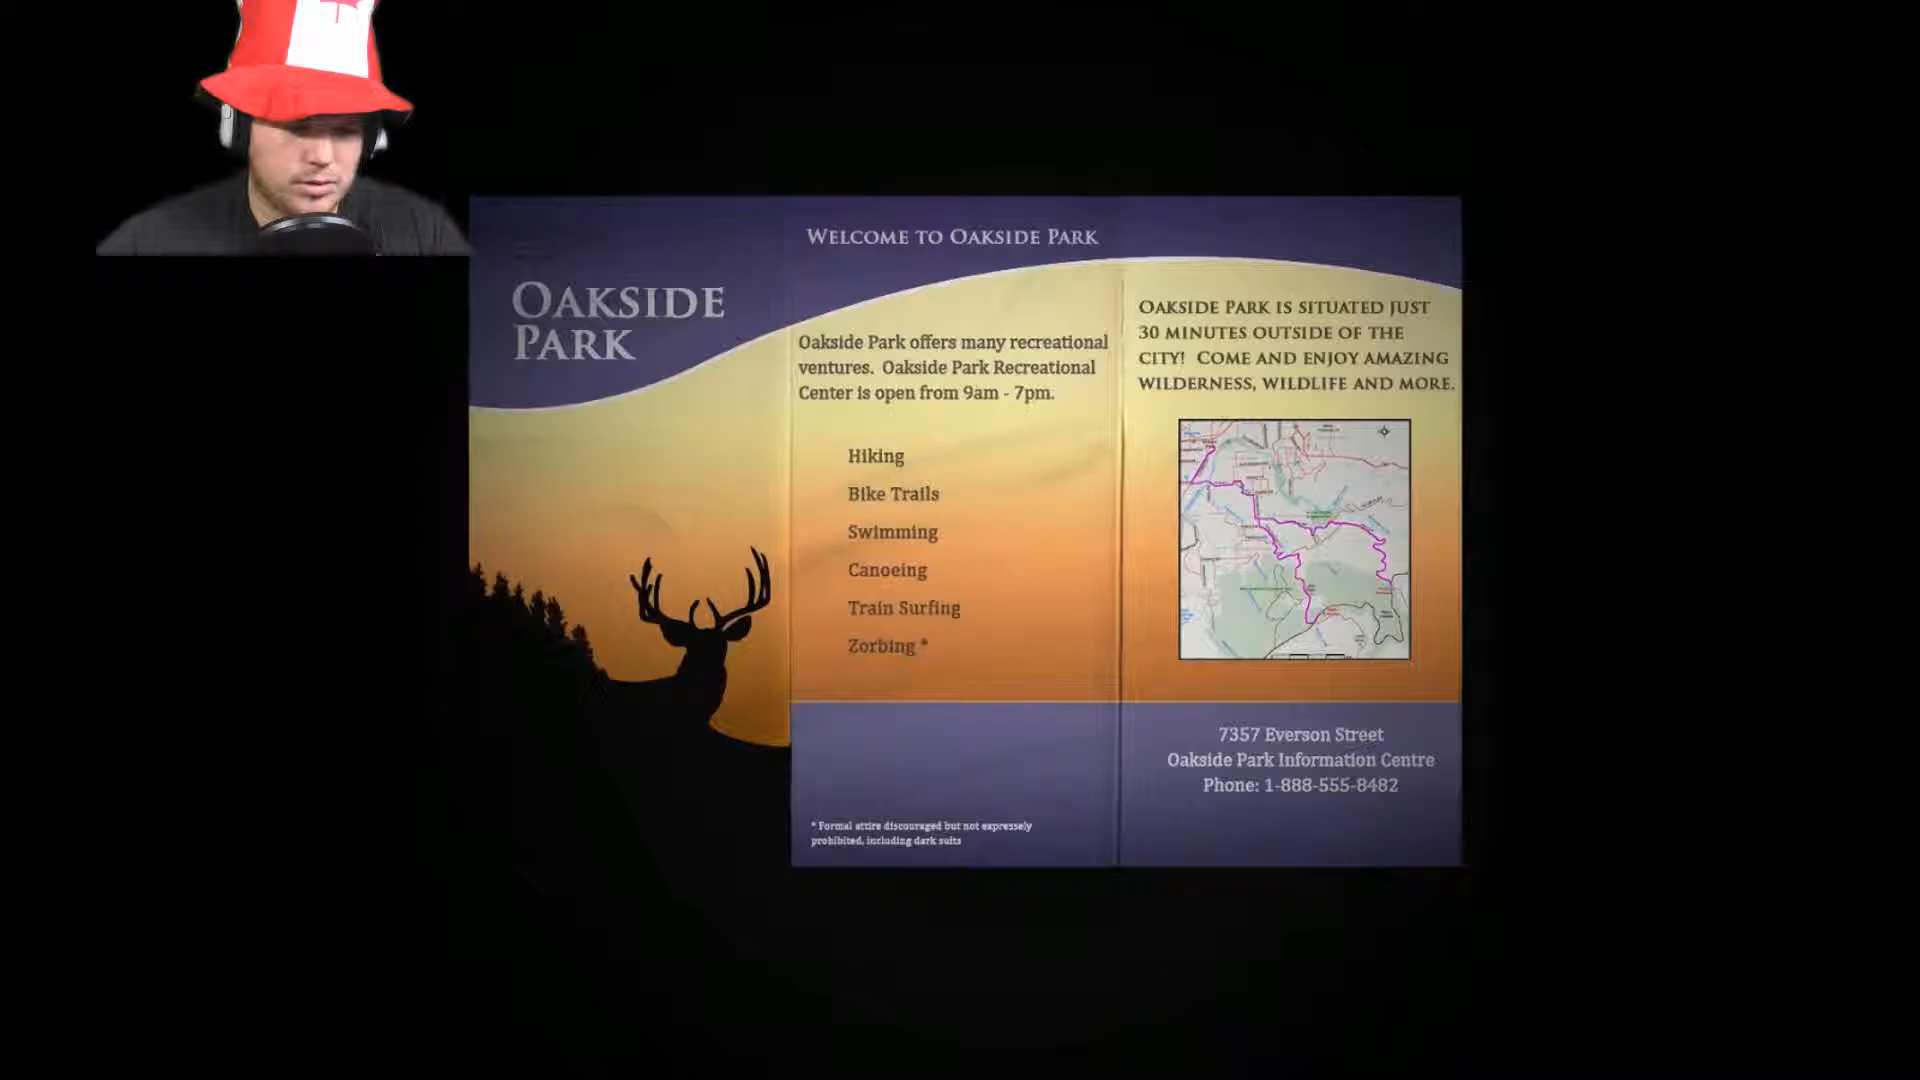 WELCOME TO OAKSIDE PARK
OAKSIDE
PARK
Oakside Park offers many recreational
ventures. Oakside Park Recreational
Center is open from 9am - 7pm.
Hiking
Bike Trails
Swimming
Canoeing
Train Surfing
Zorbing *
* Formal attire discouraged but not expressely
prohibited, including dark suits
OAKSIDE PARK IS SITUATED JUST
30 MINUTES OUTSIDE OF THE
CITY! COME AND ENJOY AMAZING
WILDERNESS, WILDLIFE AND MORE.
7357 Everson Street
Oakside Park Information Centre
Phone: 1-888-555-8482